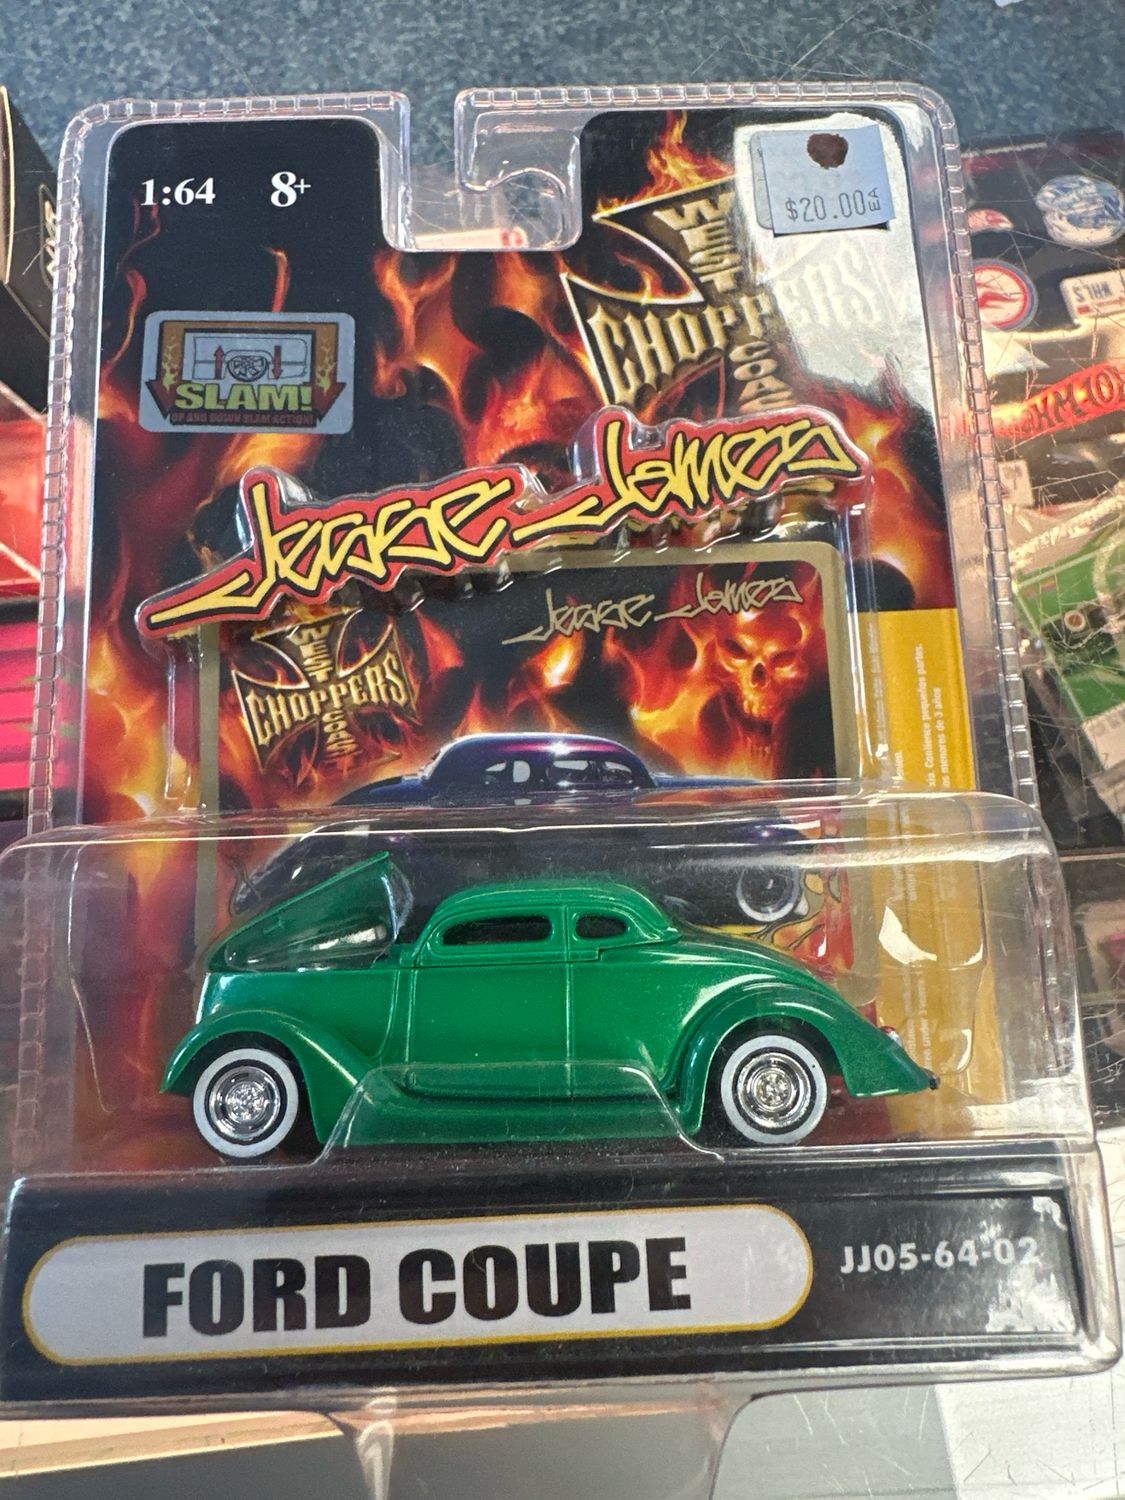 1:64 8+
$20.00 EA
WEST COAST
CHOPPERS
SLAM!
UP AND DOWN SLAM ACTION!
Jesse James
Jesse James
WEST COAST
CHOPPERS
FORD COUPE
JJ05-64-02